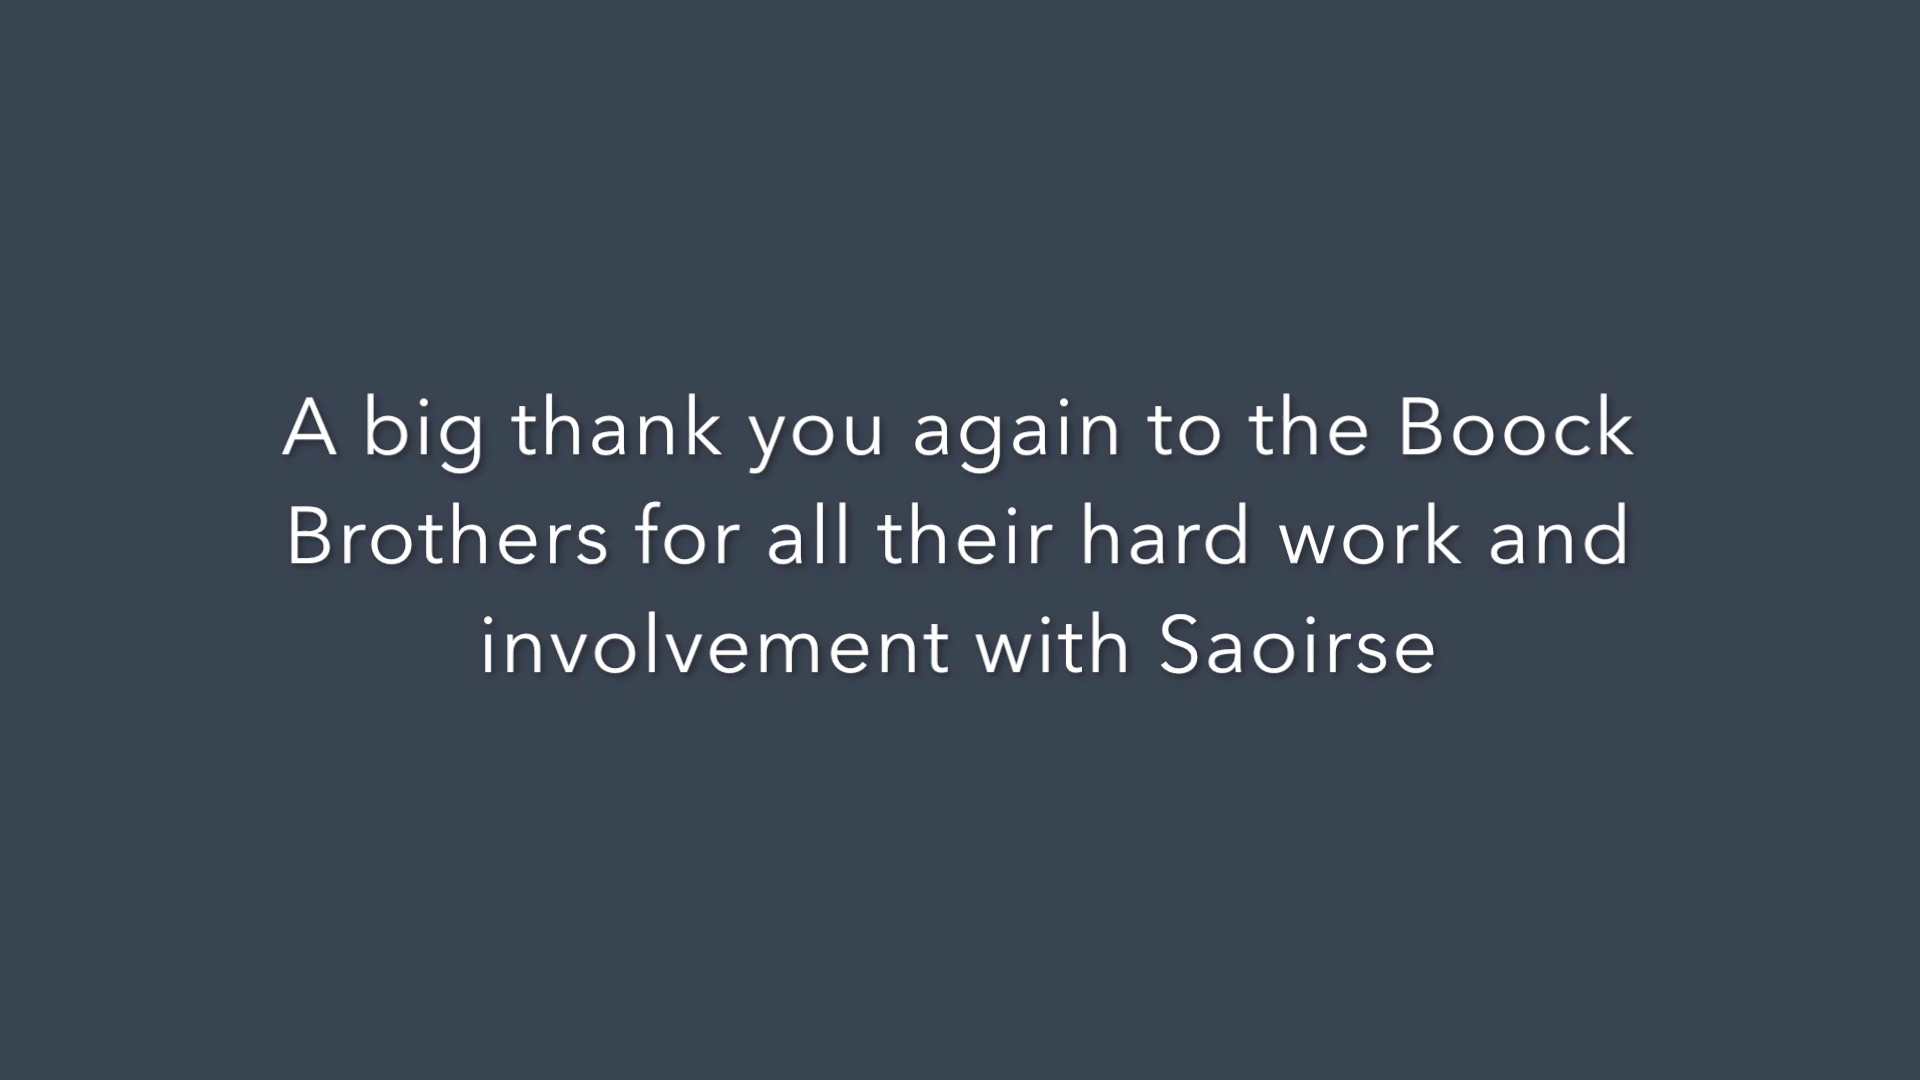 A big thank you again to the Boock
Brothers for all their hard work and
involvement with Saoirse